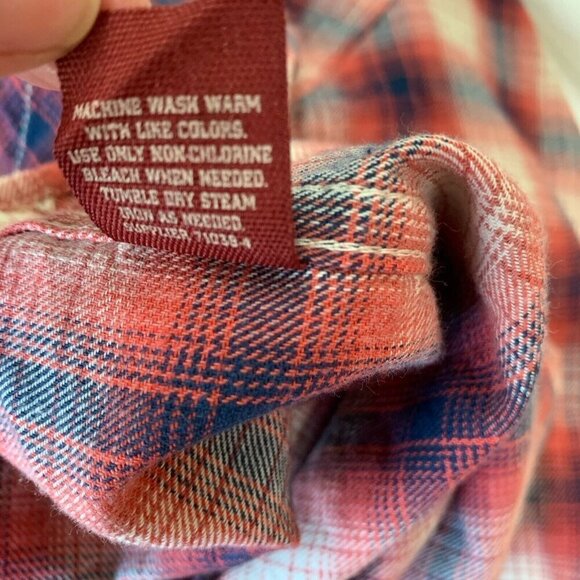 MACHINE WASH WARM
WITH LIKE COLORS.
USE ONLY NON-CHLORINE
BLEACH WHEN NEEDED.
TUMBLE DRY STEAM
IRON AS NEEDED.
SUPPLIER 71039-4